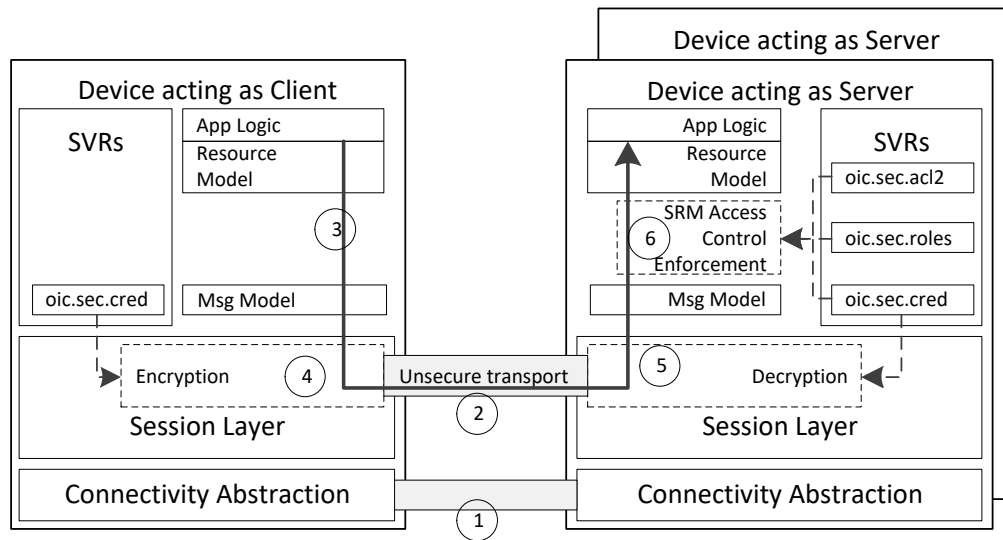 Device acting as Server
Device acting as Client
SVRs
App Logic
Resource
Model
3
oic.sec.cred
Msg Model
Encryption
4
Session Layer
Connectivity Abstraction
Unsecure transport
2
1
Device acting as Server
App Logic
Resource
Model
SRM Access
Control
Enforcement
6
Msg Model
SVRs
oic.sec.acl2
oic.sec.roles
oic.sec.cred
5
Decryption
Session Layer
Connectivity Abstraction